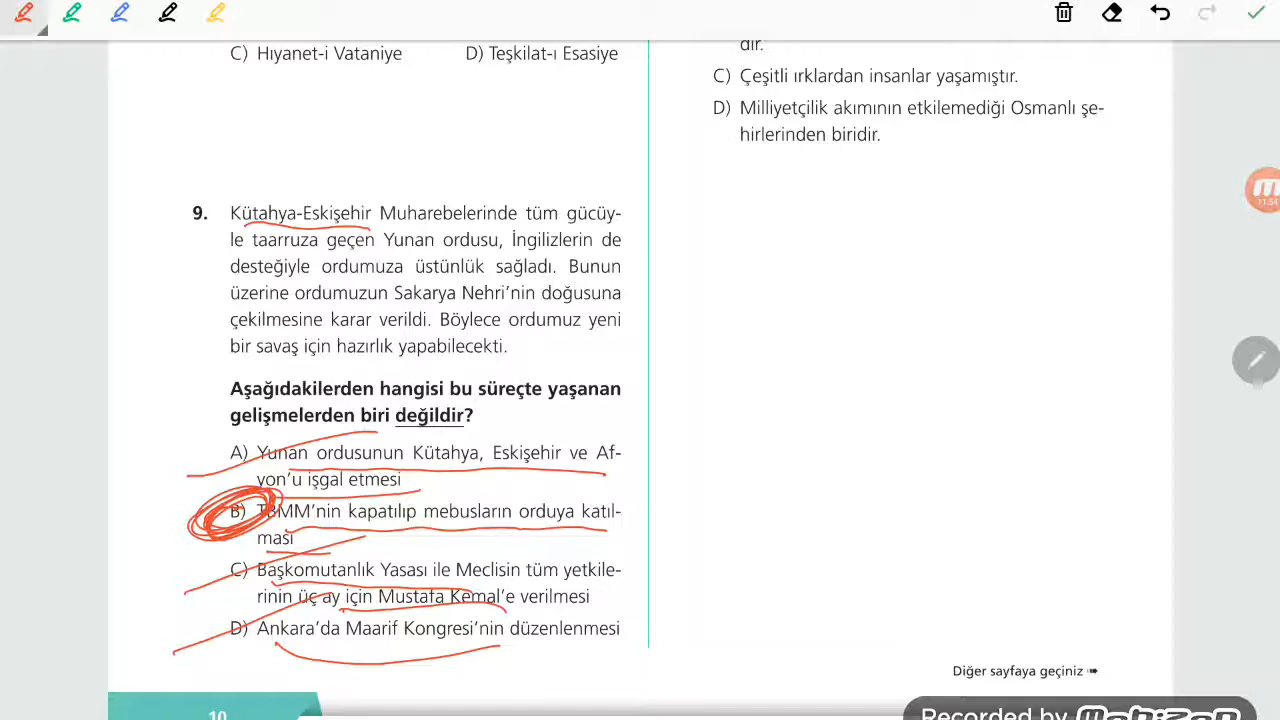 C) Hıyanet-i Vataniye D) Teşkilat-ı Esasiye
9. Kütahya-Eskişehir Muharebelerinde tüm gücüy-
le taarruza geçen Yunan ordusu, İngilizlerin de
desteğiyle ordumuza üstünlük sağladı. Bunun
üzerine ordumuzun Sakarya Nehri’nin doğusuna
çekilmesine karar verildi. Böylece ordumuz yeni
bir savaş için hazırlık yapabilecekti.
Aşağıdakilerden hangisi bu süreçte yaşanan
gelişmelerden biri değildir?
A) Yunan ordusunun Kütahya, Eskişehir ve Af-
yon’u işgal etmesi
B) TBMM’nin kapatılıp mebusların orduya katıl-
ması
C) Başkomutanlık Yasası ile Meclisin tüm yetkile-
rinin üç ay için Mustafa Kemal’e verilmesi
D) Ankara’da Maarif Kongresi’nin düzenlenmesi
10
dir.
C) Çeşitli ırklardan insanlar yaşamıştır.
D) Milliyetçilik akımının etkilemediği Osmanlı şe-
hirlerinden biridir.
11:54
Diğer sayfaya geçiniz ➠
Recorded by MOBIZEN